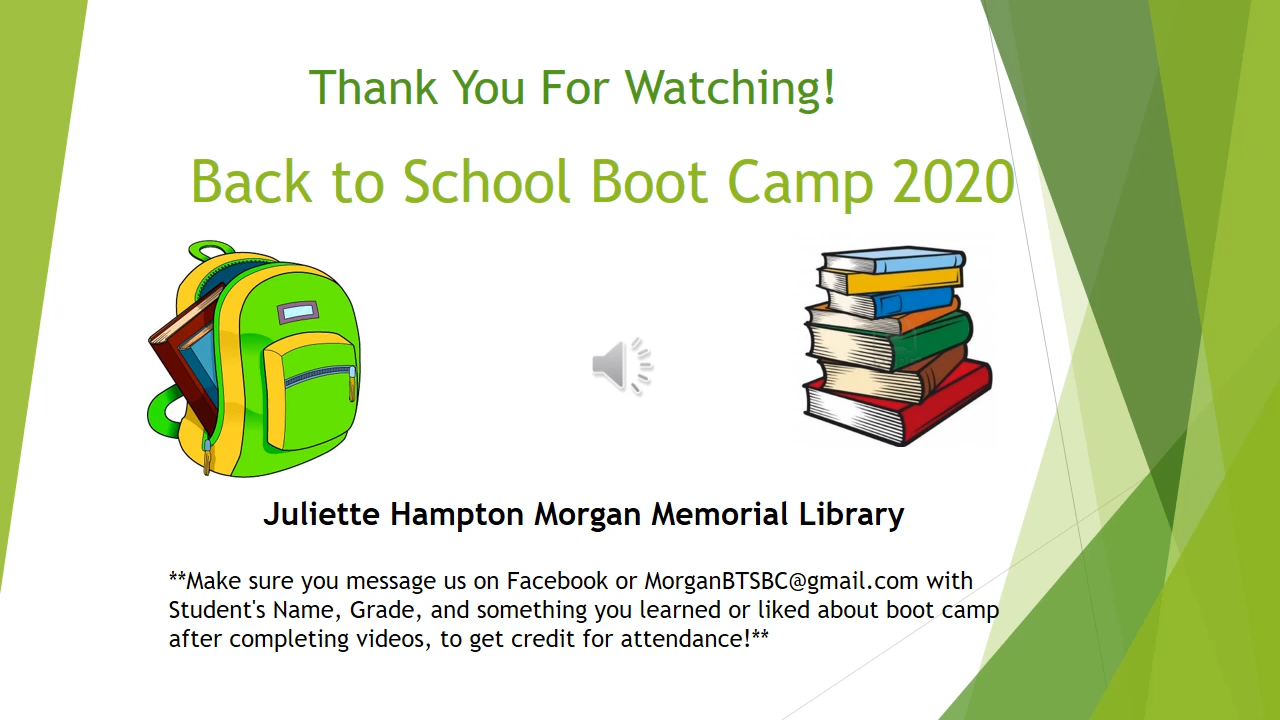 Thank You For Watching!
Back to School Boot Camp 2020
Juliette Hampton Morgan Memorial Library
**Make sure you message us on Facebook or MorganBTSBC@gmail.com with
Student's Name, Grade, and something you learned or liked about boot camp
after completing videos, to get credit for attendance!**